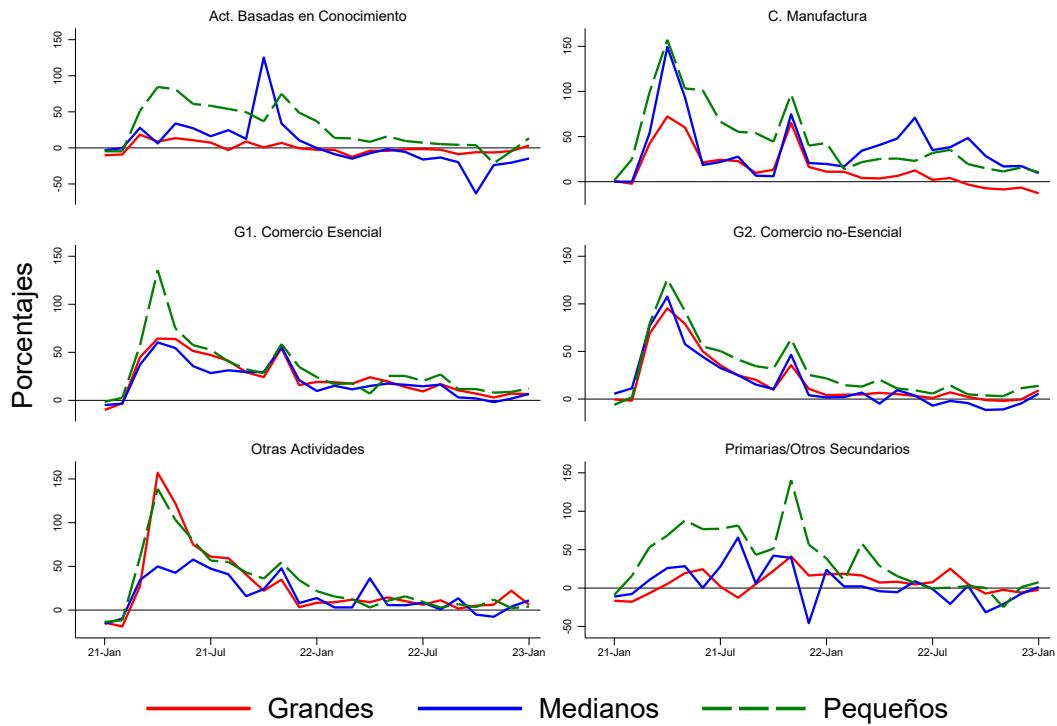 Act. Basadas en Conocimiento
C. Manufactura
150
100
50
0
-50
150
100
50
0
G1. Comercio Esencial
G2. Comercio no-Esencial
Porcentajes
150
100
50
0
150
100
50
0
Otras Actividades
Primarias/Otros Secundarios
150
100
50
0
150
100
50
0
-50
21-Jan
21-Jul
22-Jan
22-Jul
23-Jan
21-Jan
21-Jul
22-Jan
22-Jul
23-Jan
Grandes
Medianos
Pequeños